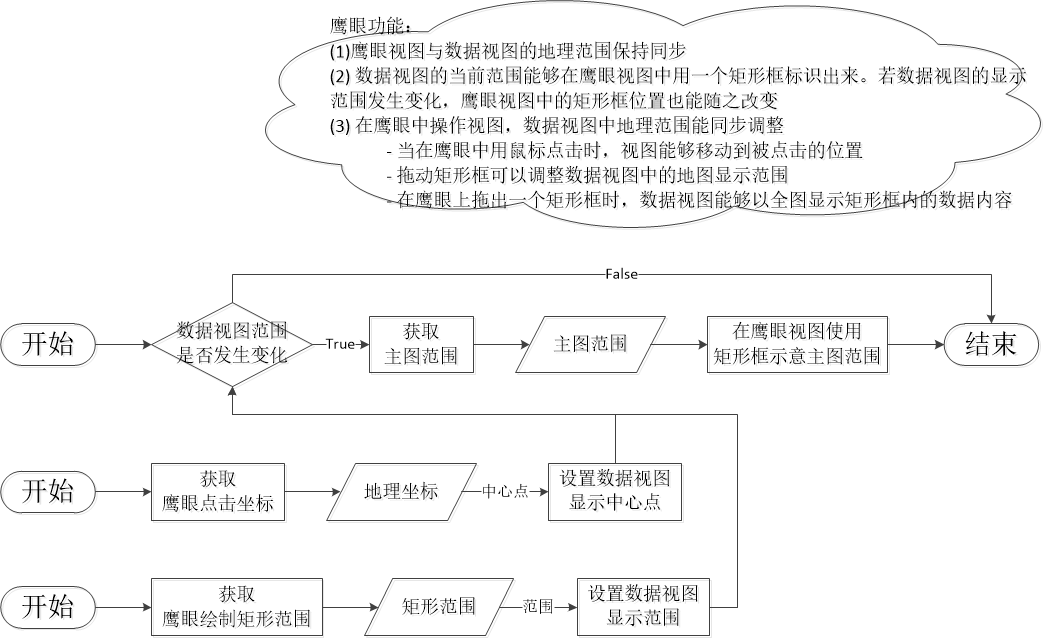 鹰眼功能：
(1)鹰眼视图与数据视图的地理范围保持同步
(2) 数据视图的当前范围能够在鹰眼视图中用一个矩形框标识出来。若数据视图的显示
范围发生变化，鹰眼视图中的矩形框位置也能随之改变
(3) 在鹰眼中操作视图，数据视图中地理范围能同步调整
- 当在鹰眼中用鼠标点击时，视图能够移动到被点击的位置
- 拖动矩形框可以调整数据视图中的地图显示范围
- 在鹰眼上拖出一个矩形框时，数据视图能够以全图显示矩形框内的数据内容
False
开始
数据视图范围
是否发生变化
True
获取
主图范围
主图范围
在鹰眼视图使用
矩形框示意主图范围
结束
开始
获取
鹰眼点击坐标
地理坐标
中心点
设置数据视图
显示中心点
开始
获取
鹰眼绘制矩形范围
矩形范围
范围
设置数据视图
显示范围